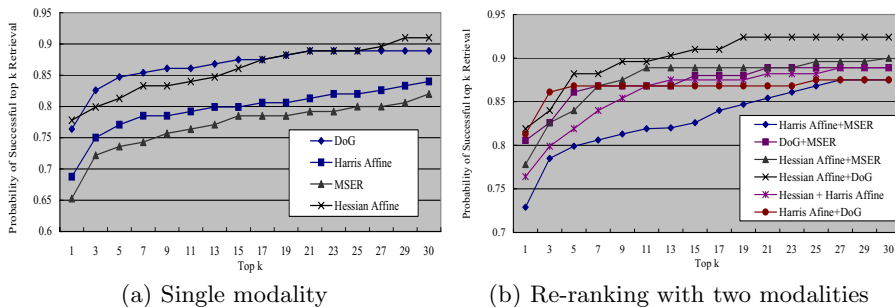 Probability of Successful top k Retrieval
0.95
0.9
0.85
0.8
0.75
0.7
0.65
0.6
DoG
Harris Affine
MSER
Hessian Affine
1 3 5 7 9 11 13 15 17 19 21 23 25 27 29 30
Top k
(a) Single modality
Probability of Successful top k Retrieval
0.95
0.9
0.85
0.8
0.75
0.7
Harris Affine+MSER
DoG+MSER
Hessian Affine+MSER
Hessian Affine+DoG
Hessian + Harris Affine
Harris Afine+DoG
1 3 5 7 9 11 13 15 17 19 21 23 25 27 29 30
Top k
(b) Re-ranking with two modalities